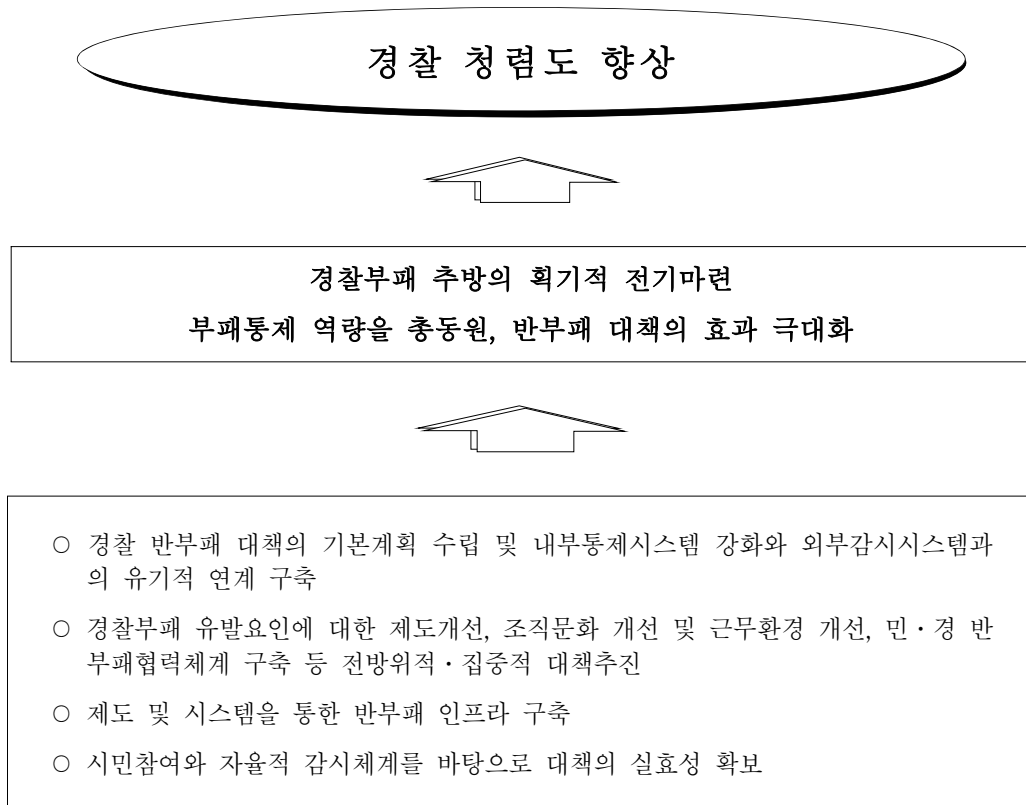 경찰 청렴도 향상
경찰부패 추방의 획기적 전기마련
부패통제 역량을 총동원, 반부패 대책의 효과 극대화
○ 경찰 반부패 대책의 기본계획 수립 및 내부통제시스템 강화와 외부감시시스템과
의 유기적 연계 구축
○ 경찰부패 유발요인에 대한 제도개선, 조직문화 개선 및 근무환경 개선, 민·경 반
부패협력체계 구축 등 전방위적·집중적 대책추진
○ 제도 및 시스템을 통한 반부패 인프라 구축
○ 시민참여와 자율적 감시체계를 바탕으로 대책의 실효성 확보